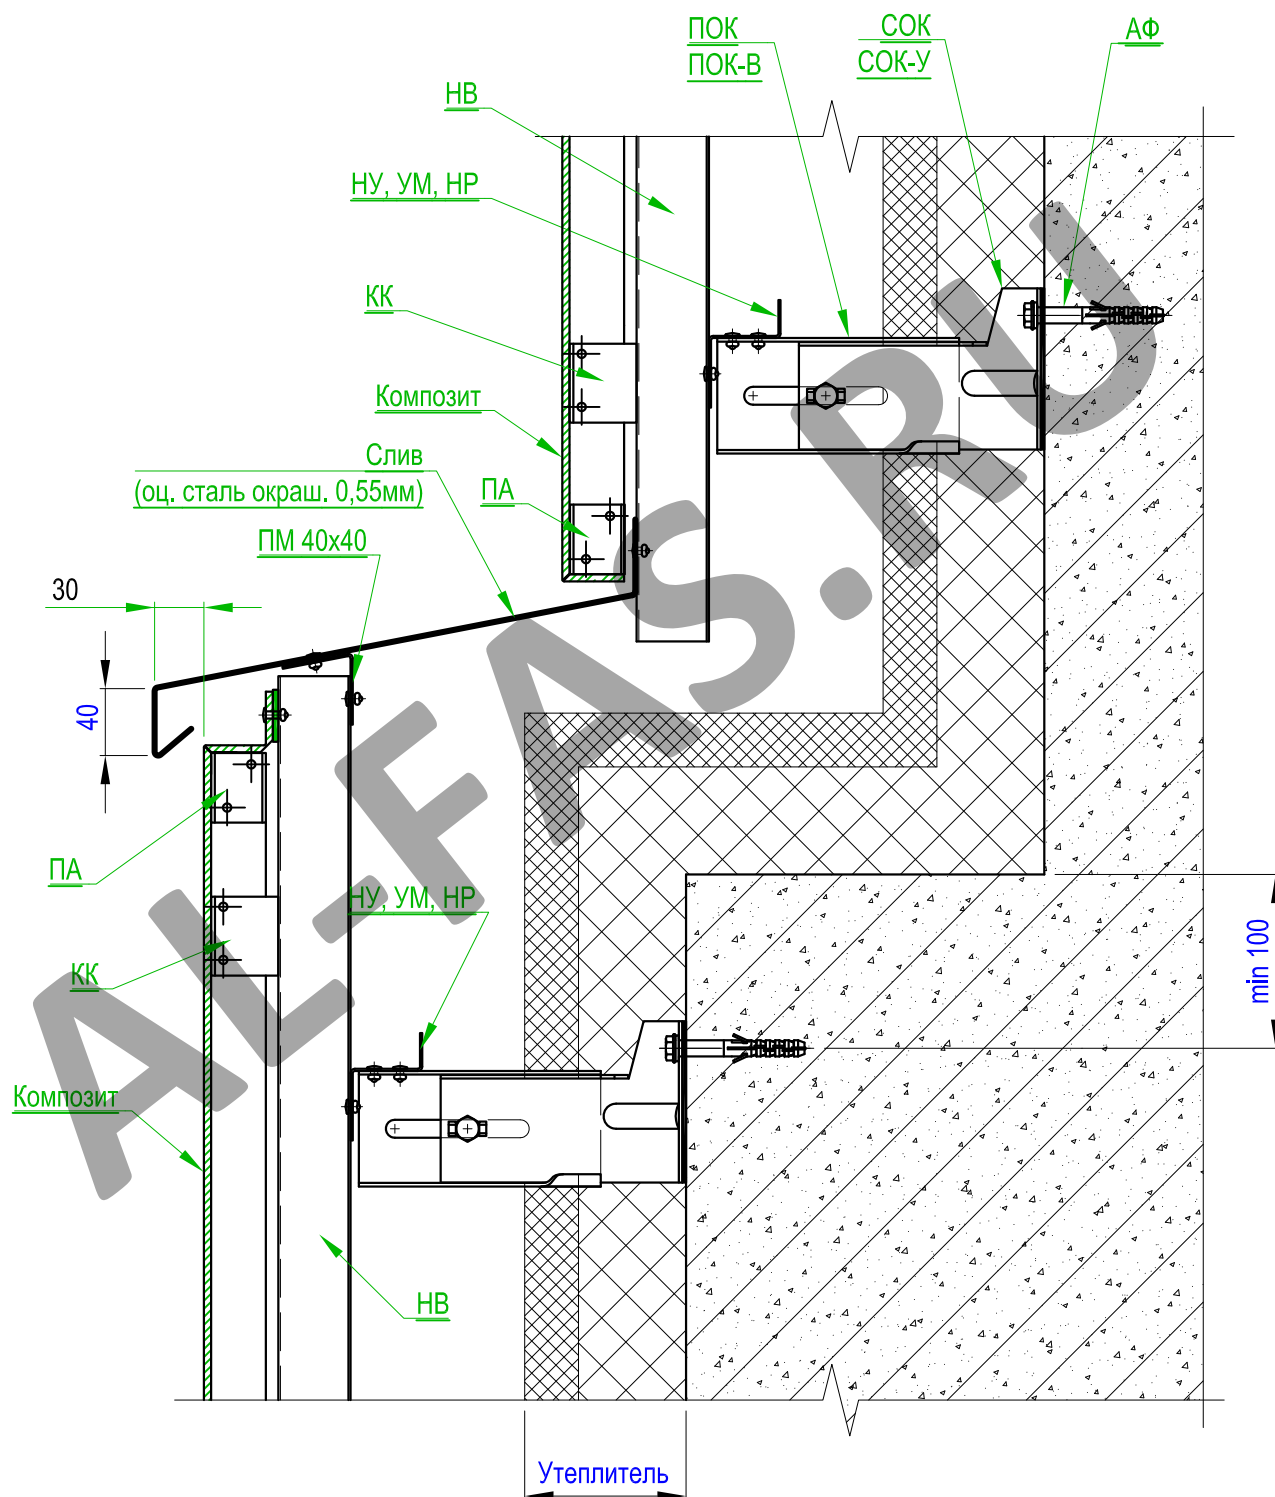 ПОК
ПОК-В
СОК
СОК-У
АФ
НВ
НУ, УМ, НР
КК
Композит
Слив
(оц. сталь окраш. 0,55мм)
ПА
ПМ 40х40
30
40
ПА
НУ, УМ, НР
КК
min 100
Композит
НВ
Утеплитель
AL-FAS.RU